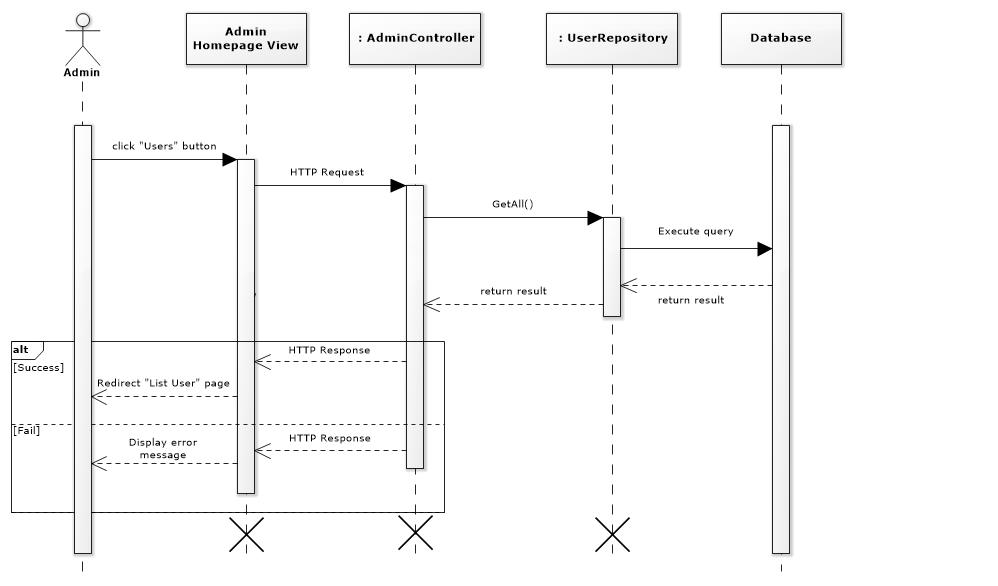 Admin
Admin
Homepage View
: AdminController
: UserRepository
Database
click "Users" button
HTTP Request
GetAll()
Execute query
return result
return result
alt
[Success]
HTTP Response
Redirect "List User" page
[Fail]
HTTP Response
Display error
message